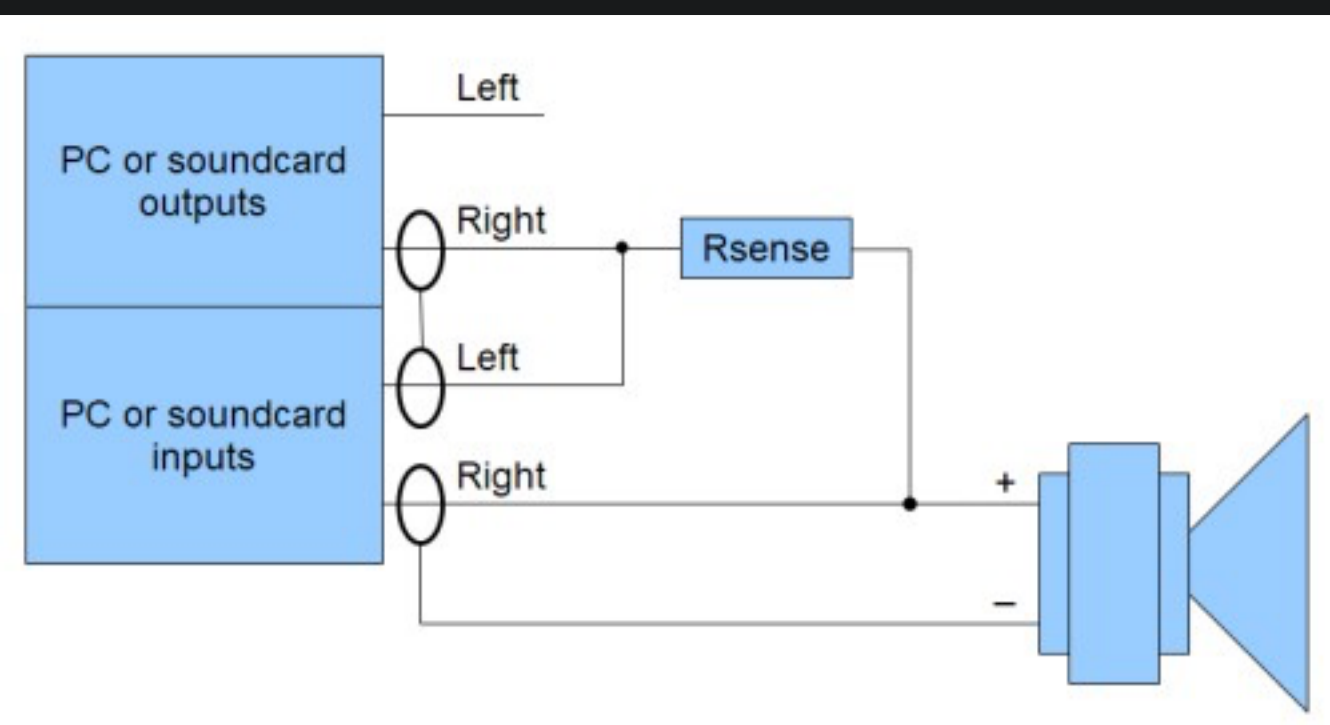 Left
PC or soundcard
outputs
Right
Rsense
Left
PC or soundcard
inputs
Right
+
–